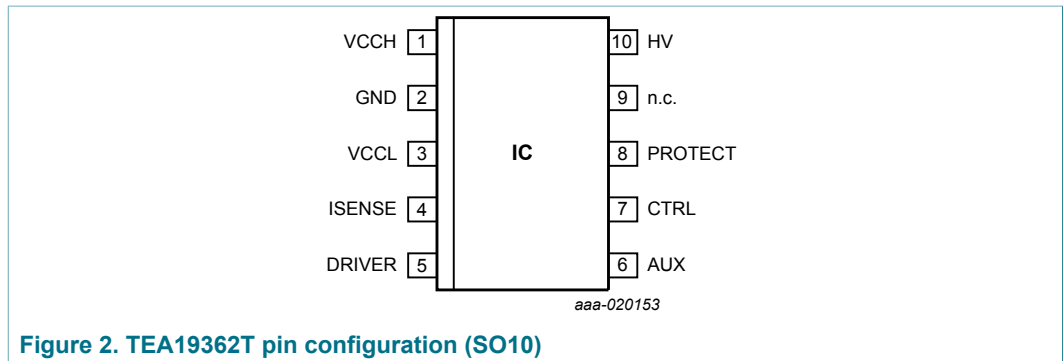 VCCH 1 10 HV
GND 2 9 n.c.
VCCL 3 IC 8 PROTECT
ISENSE 4 7 CTRL
DRIVER 5 6 AUX
aaa-020153
Figure 2. TEA19362T pin configuration (SO10)